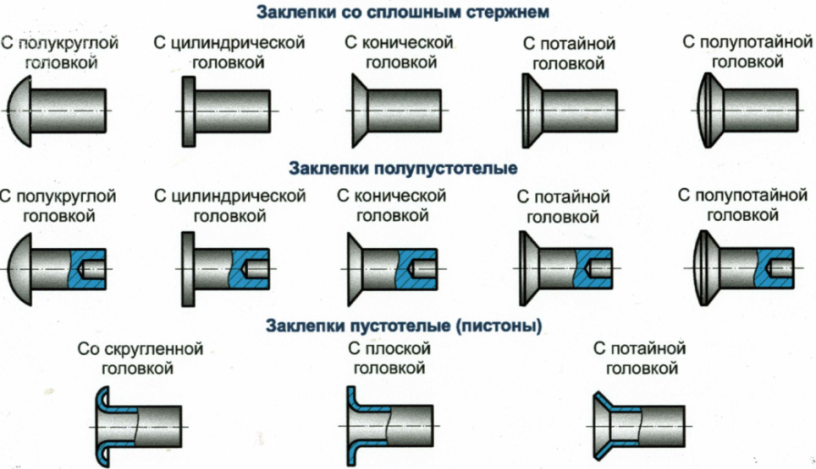 Заклепки со сплошным стержнем
С полукруглой С цилиндрической С конической С потайной С полупотайной
головкой головкой головкой головкой головкой
Заклепки полупустотелые
С полукруглой С цилиндрической С конической С потайной С полупотайной
головкой головкой головкой головкой головкой
Заклепки пустотелые (пистоны)
Со скругленной С плоской С потайной
головкой головкой головкой